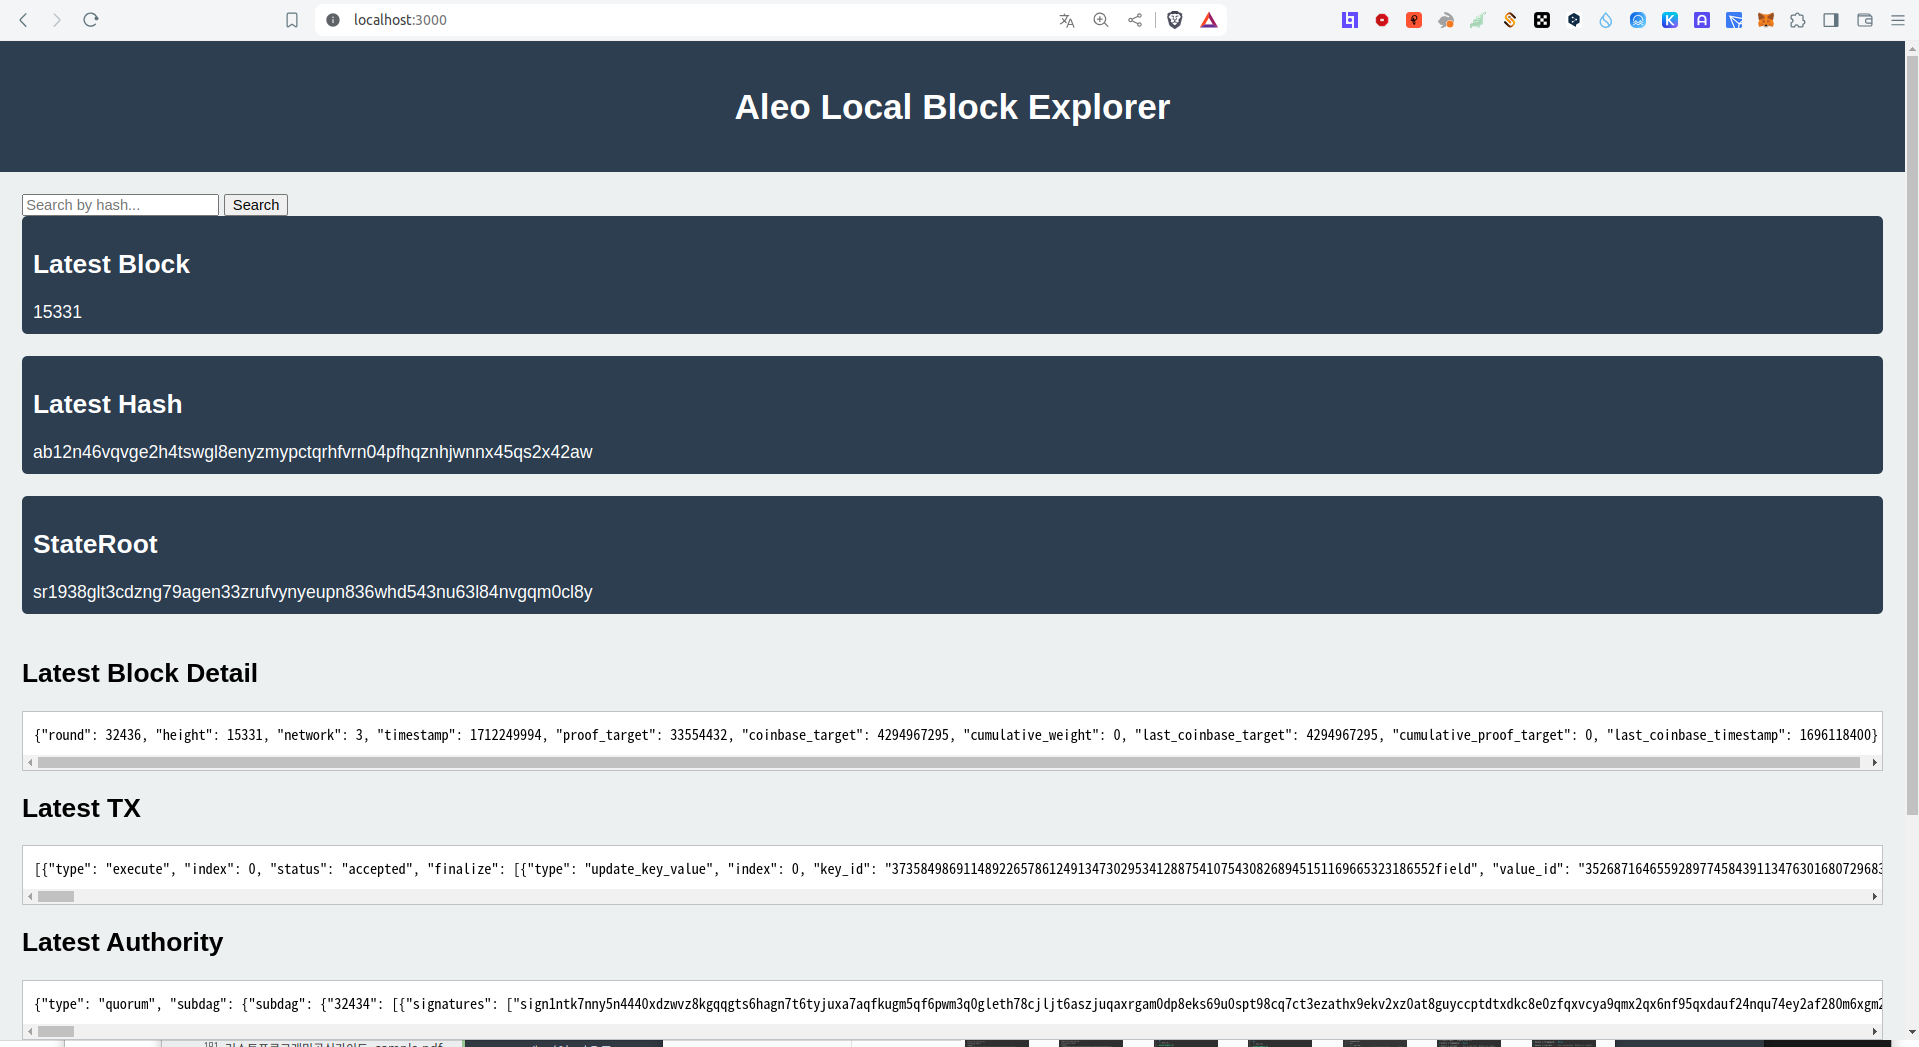 localhost:3000
Aleo Local Block Explorer
Search by hash... Search
Latest Block
15331
Latest Hash
ab12n46vqvge2h4tswgl8enyzmypctqrhfvrn04pfhqznhjwnnx45qs2x42aw
StateRoot
sr1938glt3cdzng79agen33zrufvynyeupn836whd543nu63l84nvgqm0cl8y
Latest Block Detail
{"round": 32436, "height": 15331, "network": 3, "timestamp": 1712249994, "proof_target": 33554432, "coinbase_target": 4294967295, "cumulative_weight": 0, "last_coinbase_target": 4294967295, "cumulative_proof_target": 0, "last_coinbase_timestamp": 1696118400}
Latest TX
[{"type": "execute", "index": 0, "status": "accepted", "finalize": [{"type": "update_key_value", "index": 0, "key_id": "3735849869114892265786124913473029534128875410754308268945151169665323186552field", "value_id": "3526871646559289774584391134763016807296​83
Latest Authority
{"type": "quorum", "subdag": {"subdag": {"32434": [{"signatures": ["sign1ntk7nny5n4440xdzwvz8kgqqgts6hagn7t6tyjuxa7aqfkugm5qf6pwm3q0gleth78cjljt6aszjuqaxrgam0dp8eks69u0spt98cq7ct3ezathx9ekv2xz0at8guyccptdtxdkc8e0zfqxvcya9qmx2qx6nf95qxdauf24nqu74ey2af280m6xgm2